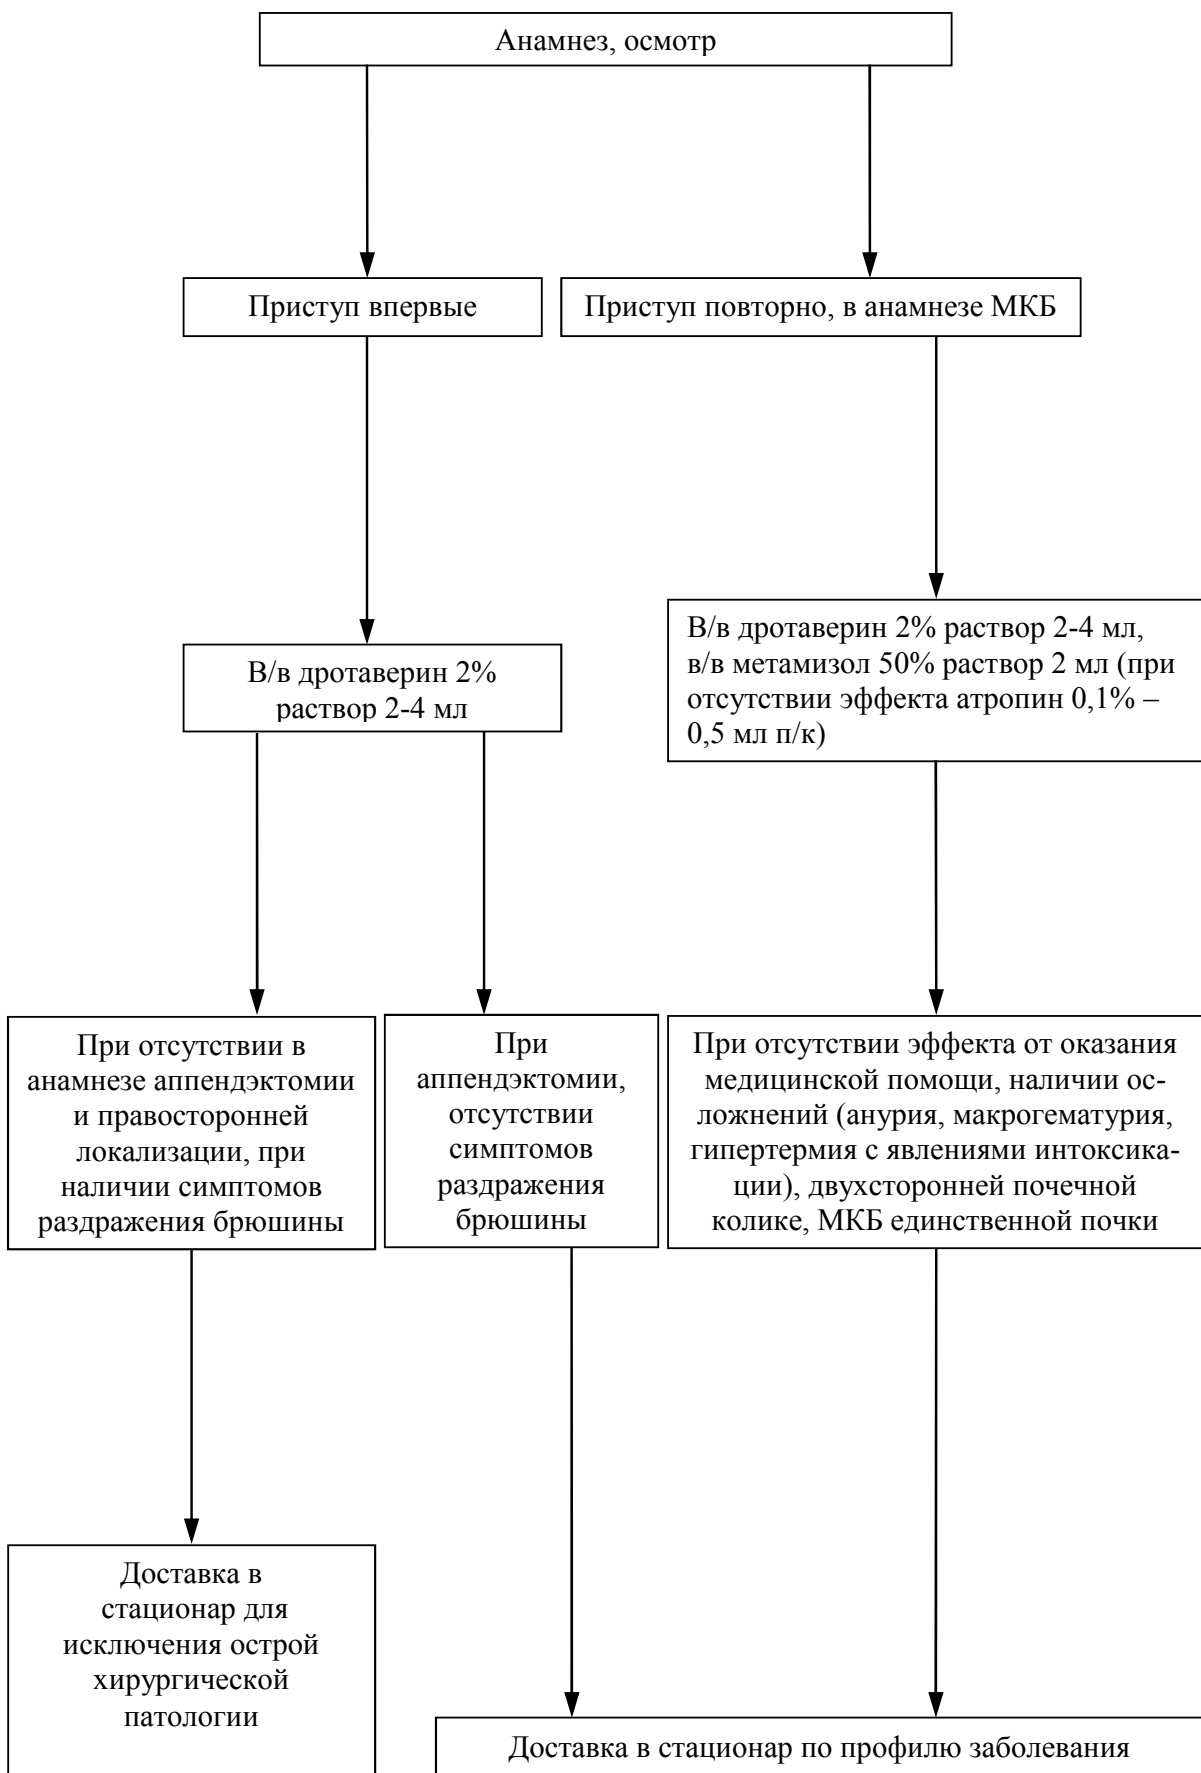 Анамнез, осмотр
Приступ впервые
Приступ повторно, в анамнезе МКБ
В/в дротаверин 2%
раствор 2-4 мл
В/в дротаверин 2% раствор 2-4 мл,
в/в метамизол 50% раствор 2 мл (при
отсутствии эффекта атропин 0,1% –
0,5 мл п/к)
При отсутствии в
анамнезе аппендэктомии
и правосторонней
локализации, при
наличии симптомов
раздражения брюшины
При
аппендэктомии,
отсутствии
симптомов
раздражения
брюшины
При отсутствии эффекта от оказания
медицинской помощи, наличии ос-
ложнений (анурия, макрогематурия,
гипертермия с явлениями интоксика-
ции), двухсторонней почечной
колике, МКБ единственной почки
Доставка в
стационар для
исключения острой
хирургической
патологии
Доставка в стационар по профилю заболевания